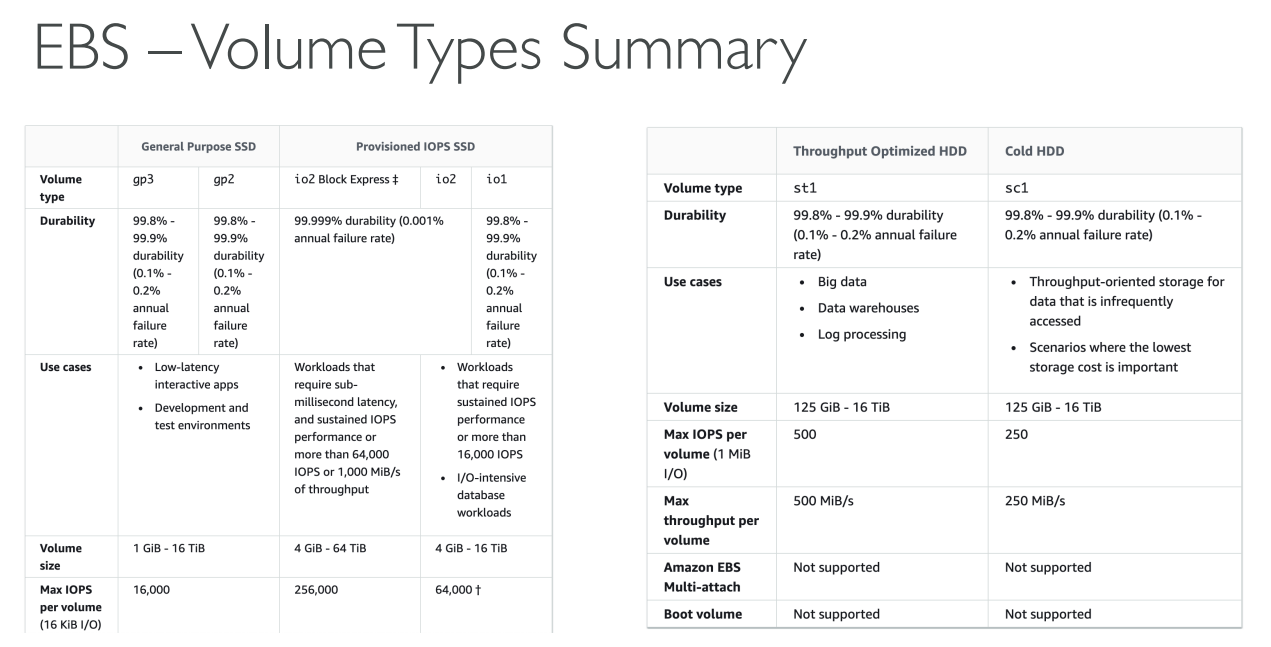 EBS – Volume Types Summary
General Purpose SSD
Provisioned IOPS SSD
Volume
type
gp3
gp2
io2 Block Express ‡
io2
io1
Durability
99.8% -
99.9%
durability
(0.1% -
0.2%
annual
failure
rate)
99.8% -
99.9%
durability
(0.1% -
0.2%
annual
failure
rate)
99.999% durability (0.001%
annual failure rate)
99.8% -
99.9%
durability
(0.1% -
0.2%
annual
failure
rate)
Use cases
• Low-latency
interactive apps
• Development and
test environments
Workloads that
require sub-
millisecond latency,
and sustained IOPS
performance or
more than 64,000
IOPS or 1,000 MiB/s
of throughput
• Workloads
that require
sustained IOPS
performance
or more than
16,000 IOPS
• I/O-intensive
database
workloads
Volume
size
1 GiB - 16 TiB
4 GiB - 64 TiB
4 GiB - 16 TiB
Max IOPS
per volume
(16 KiB I/O)
16,000
256,000
64,000 †
Throughput Optimized HDD
Cold HDD
Volume type
st1
sc1
Durability
99.8% - 99.9% durability
(0.1% - 0.2% annual failure
rate)
99.8% - 99.9% durability (0.1% -
0.2% annual failure rate)
Use cases
• Big data
• Data warehouses
• Log processing
• Throughput-oriented storage for
data that is infrequently
accessed
• Scenarios where the lowest
storage cost is important
Volume size
125 GiB - 16 TiB
125 GiB - 16 TiB
Max IOPS per
volume (1 MiB
I/O)
500
250
Max
throughput per
volume
500 MiB/s
250 MiB/s
Amazon EBS
Multi-attach
Not supported
Not supported
Boot volume
Not supported
Not supported